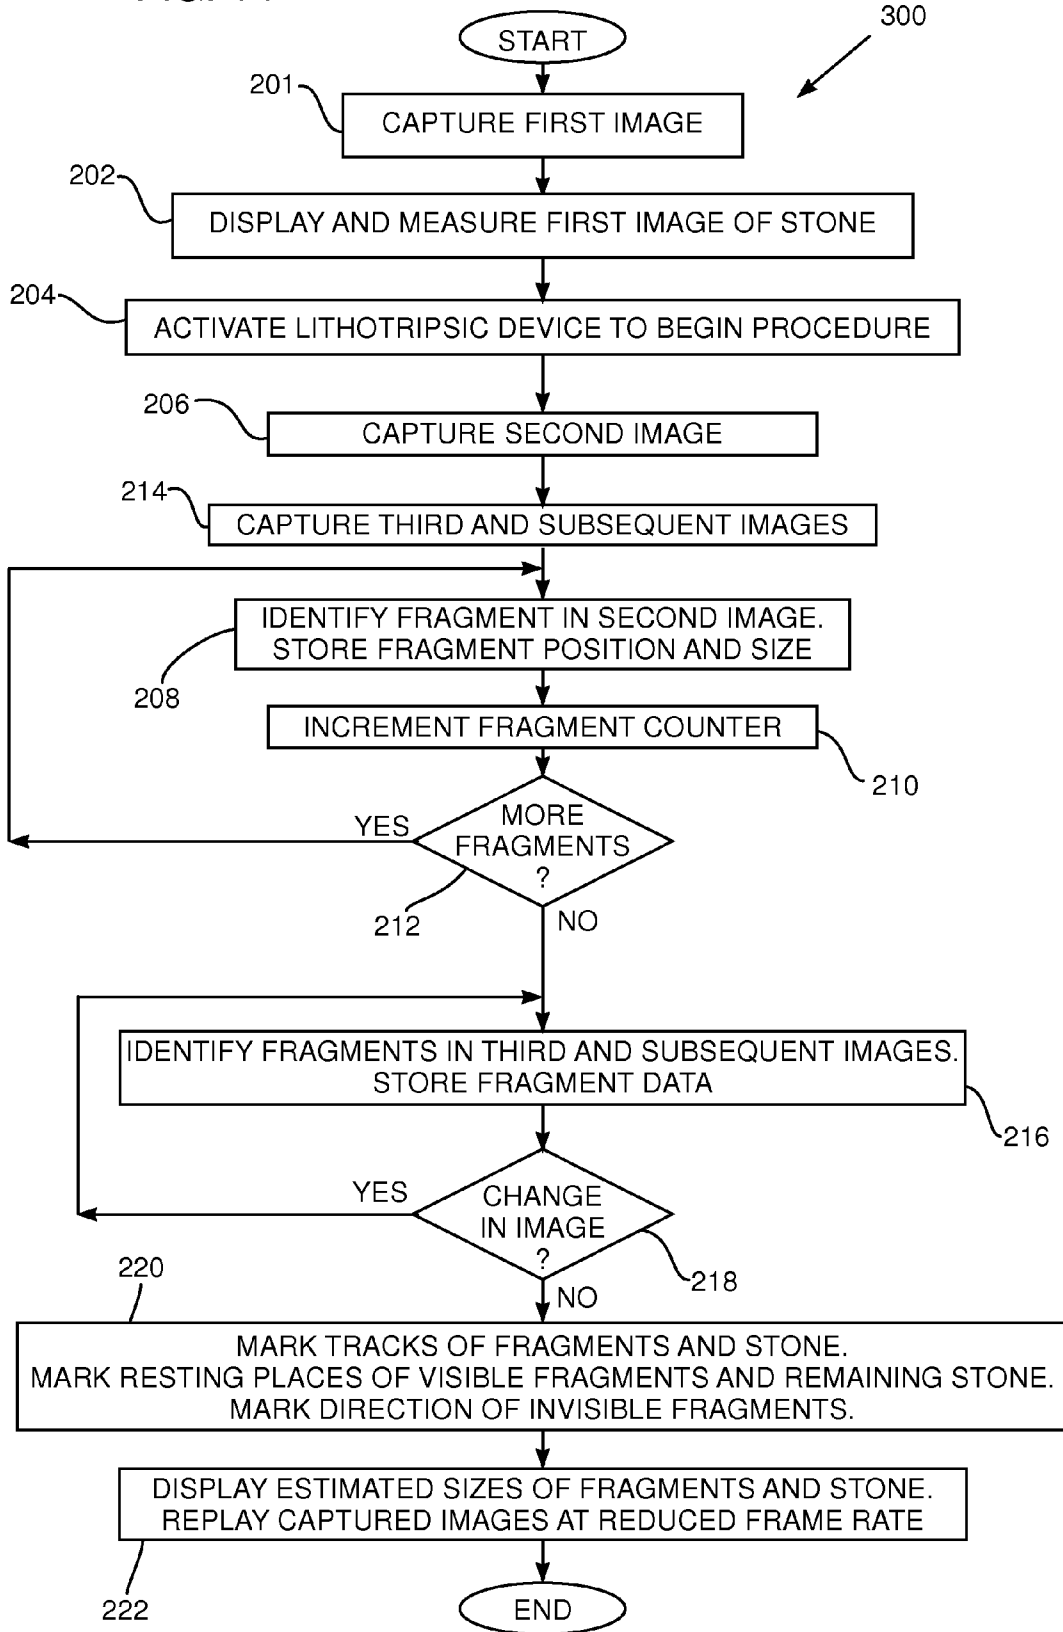 300
START
201
CAPTURE FIRST IMAGE
202
DISPLAY AND MEASURE FIRST IMAGE OF STONE
204
ACTIVATE LITHOTRIPSIC DEVICE TO BEGIN PROCEDURE
206
CAPTURE SECOND IMAGE
214
CAPTURE THIRD AND SUBSEQUENT IMAGES
IDENTIFY FRAGMENT IN SECOND IMAGE.
STORE FRAGMENT POSITION AND SIZE
208
INCREMENT FRAGMENT COUNTER
210
MORE
FRAGMENTS
?
YES
212
NO
IDENTIFY FRAGMENTS IN THIRD AND SUBSEQUENT IMAGES.
STORE FRAGMENT DATA
216
CHANGE
IN IMAGE
?
YES
218
NO
220
MARK TRACKS OF FRAGMENTS AND STONE.
MARK RESTING PLACES OF VISIBLE FRAGMENTS AND REMAINING STONE.
MARK DIRECTION OF INVISIBLE FRAGMENTS.
DISPLAY ESTIMATED SIZES OF FRAGMENTS AND STONE.
REPLAY CAPTURED IMAGES AT REDUCED FRAME RATE
222
END